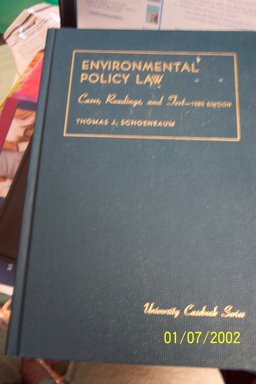 ENVIRONMENTAL
POLICY LAW
Cases, Readings, and Text—1985 EDITION
THOMAS J. SCHOENBAUM
University Casebook Series
01/07/2002